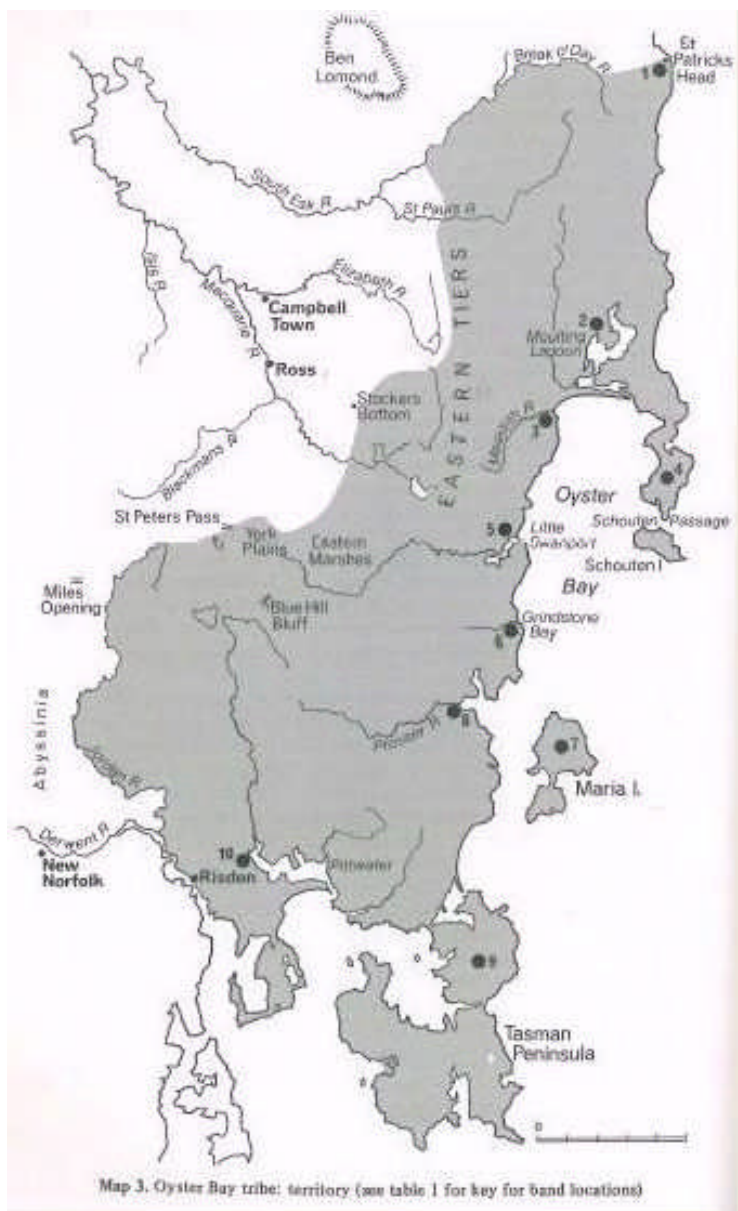 Ben
Lomond
Break o'Day R
St
Patricks
Head
1
South Esk R
St Pauls R
Isis R
Macquarie R
Elizabeth R
Campbell
Town
EASTERN TIERS
2
Moulting
Lagoon
Ross
Stockers
Bottom
3
4
Blackmans R
Oyster
Bay
St Peters Pass
York
Plains
Eastern
Marshes
5
Little
Swanport
Schouten Passage
Schouten I
Miles
Opening
Blue Hill
Bluff
Grindstone
Bay
6
Abyssinia
Prosser R
8
7
Maria I.
Jordan R
Derwent R
New
Norfolk
10
Risdon
Pittwater
9
Tasman
Peninsula
0
Map 3. Oyster Bay tribe: territory (see table 1 for key for band locations)